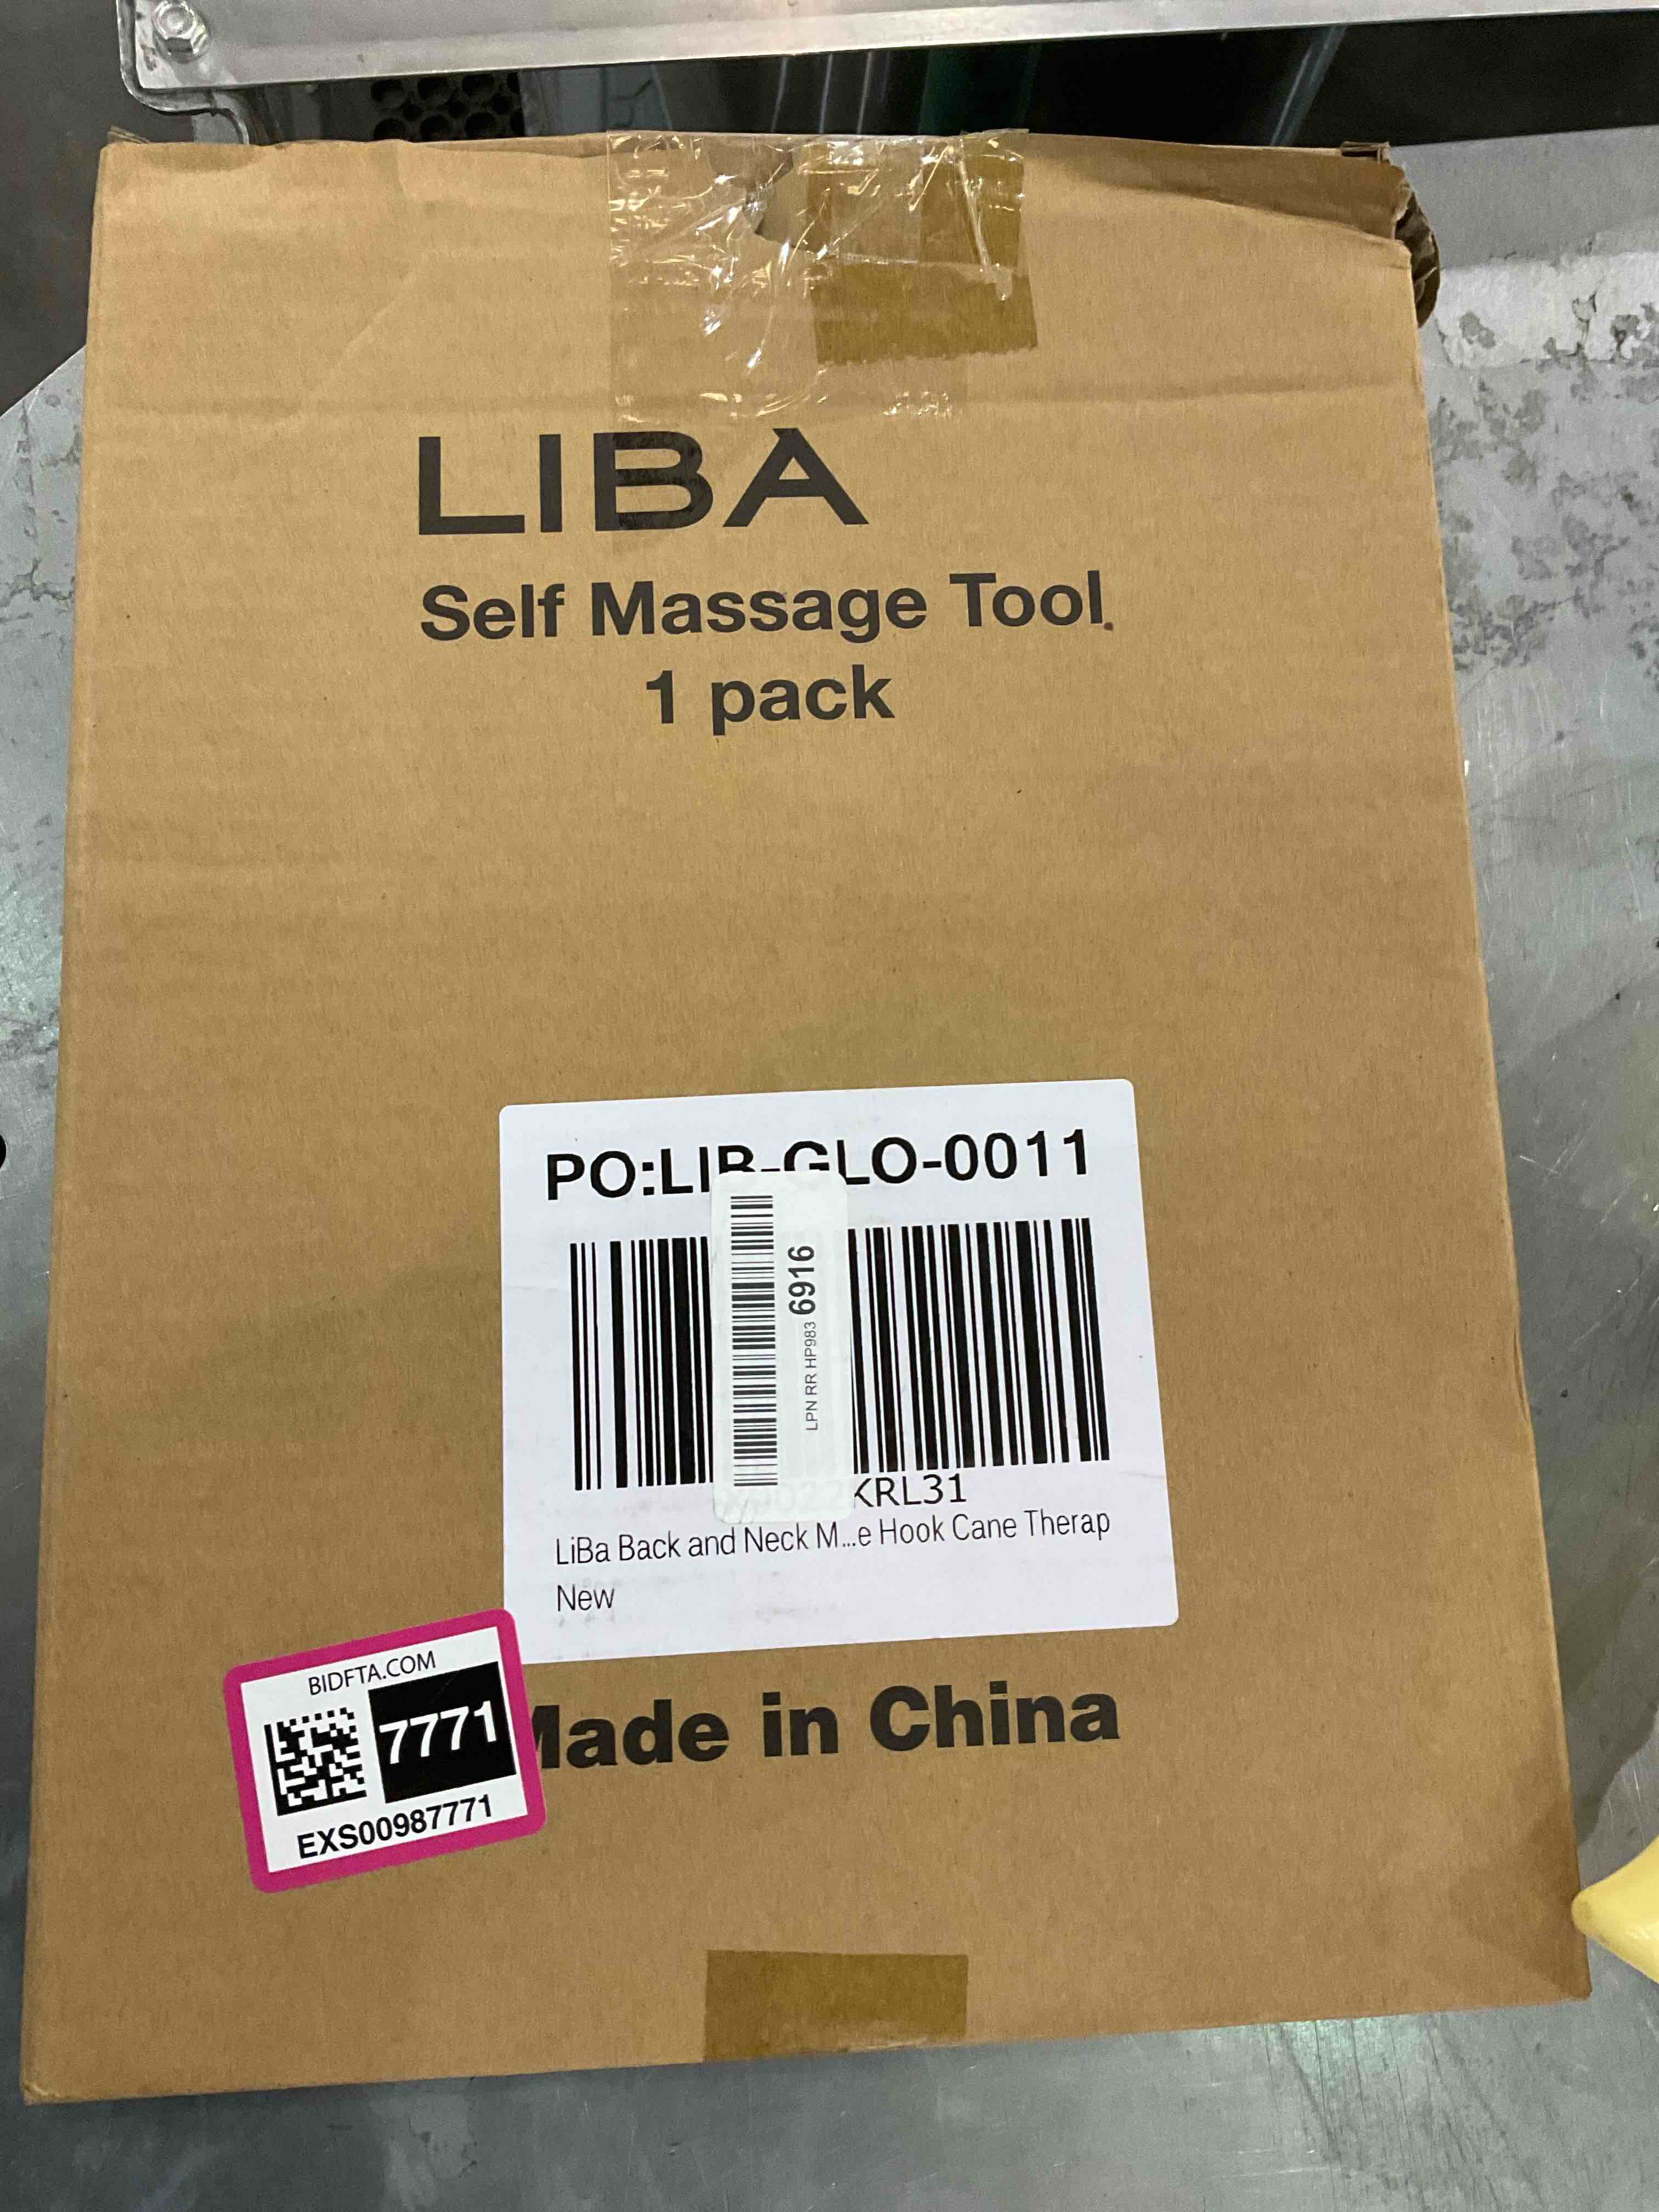 LIBA
Self Massage Tool
1 pack
PO:LIB-GLO-0011
LPN RR HP983 6916
KRL31
LiBa Back and Neck M...e Hook Cane Therap
New
BIDFTA.COM
7771
EXS00987771
Made in China